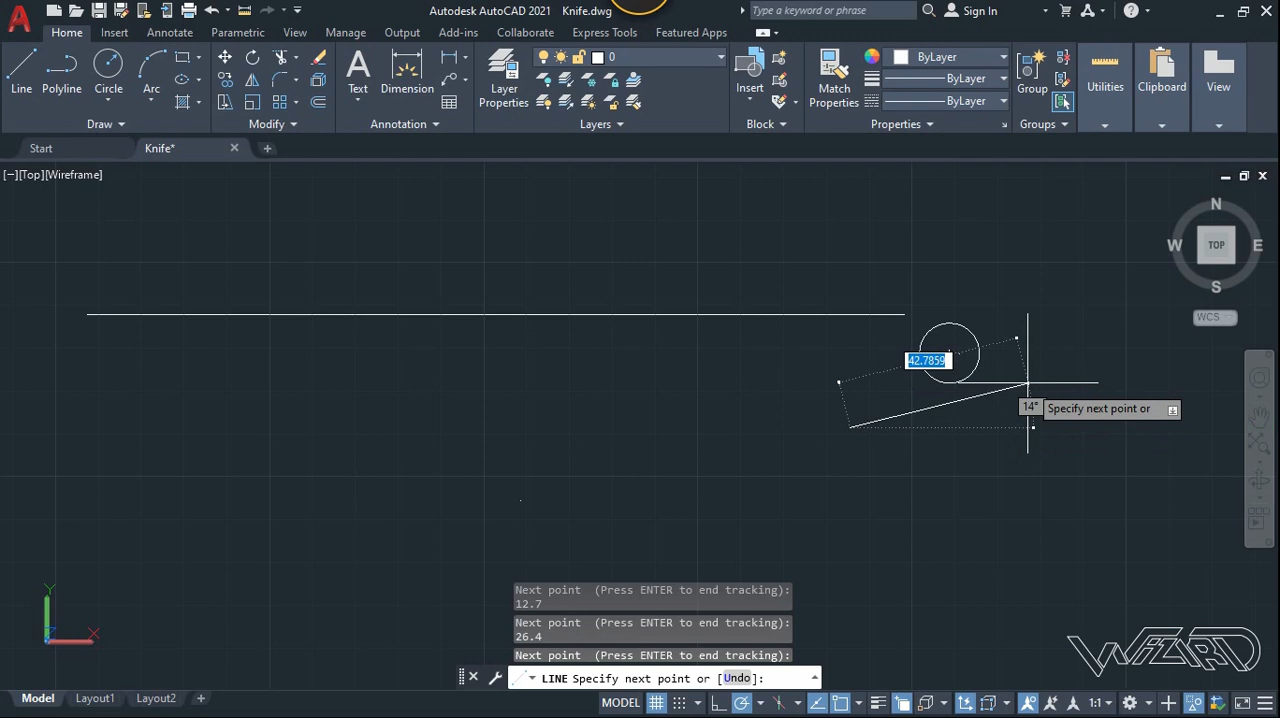 Autodesk AutoCAD 2021 Knife.dwg
Type a keyword or phrase
Sign In
Home Insert Annotate Parametric View Manage Output Add-ins Collaborate Express Tools Featured Apps
Line Polyline Circle Arc
Text Dimension
Layer
Properties
0
Insert
Match
Properties
ByLayer
ByLayer
ByLayer
Group
Utilities
Clipboard
View
Draw Modify Annotation Layers Block Properties Groups
Start Knife*
[−][Top][Wireframe]
N
W TOP E
S
WCS
42.7859
14° Specify next point or
Next point (Press ENTER to end tracking):
12.7
Next point (Press ENTER to end tracking):
26.4
Next point (Press ENTER to end tracking):
LINE Specify next point or [Undo]:
Y
X
WIZARD
Model Layout1 Layout2
MODEL
1:1